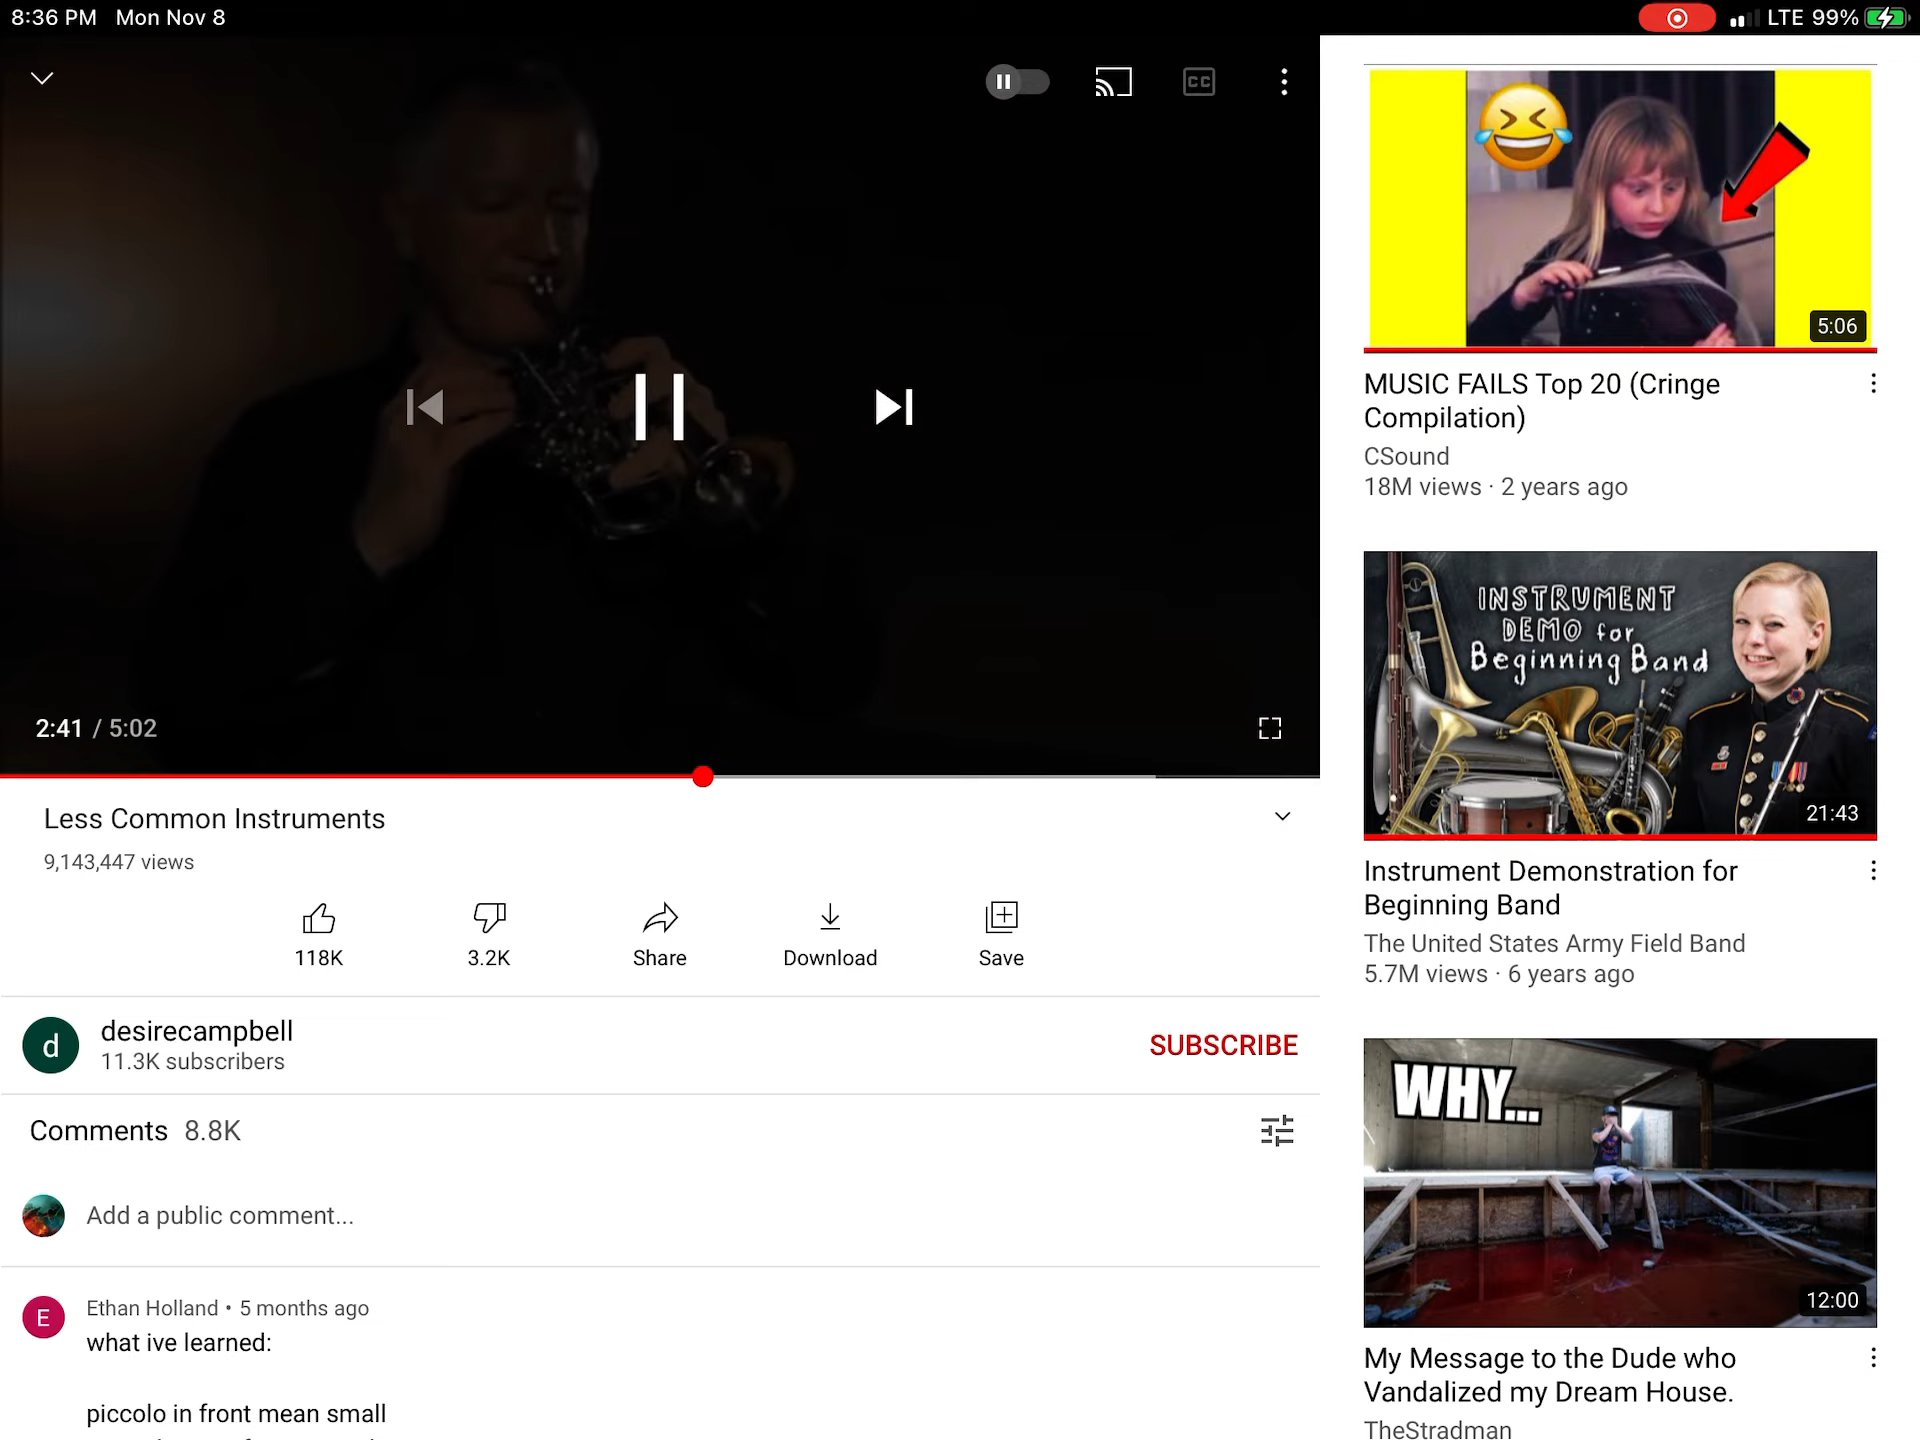 8:36 PM Mon Nov 8
LTE 99%
CC
2:41 / 5:02
Less Common Instruments
9,143,447 views
118K
3.2K
Share
Download
Save
d
desirecampbell
11.3K subscribers
SUBSCRIBE
Comments 8.8K
Add a public comment...
E
Ethan Holland • 5 months ago
what ive learned:
piccolo in front mean small
5:06
MUSIC FAILS Top 20 (Cringe
Compilation)
CSound
18M views · 2 years ago
INSTRUMENT
DEMO for
Beginning Band
21:43
Instrument Demonstration for
Beginning Band
The United States Army Field Band
5.7M views · 6 years ago
WHY...
12:00
My Message to the Dude who
Vandalized my Dream House.
TheStradman